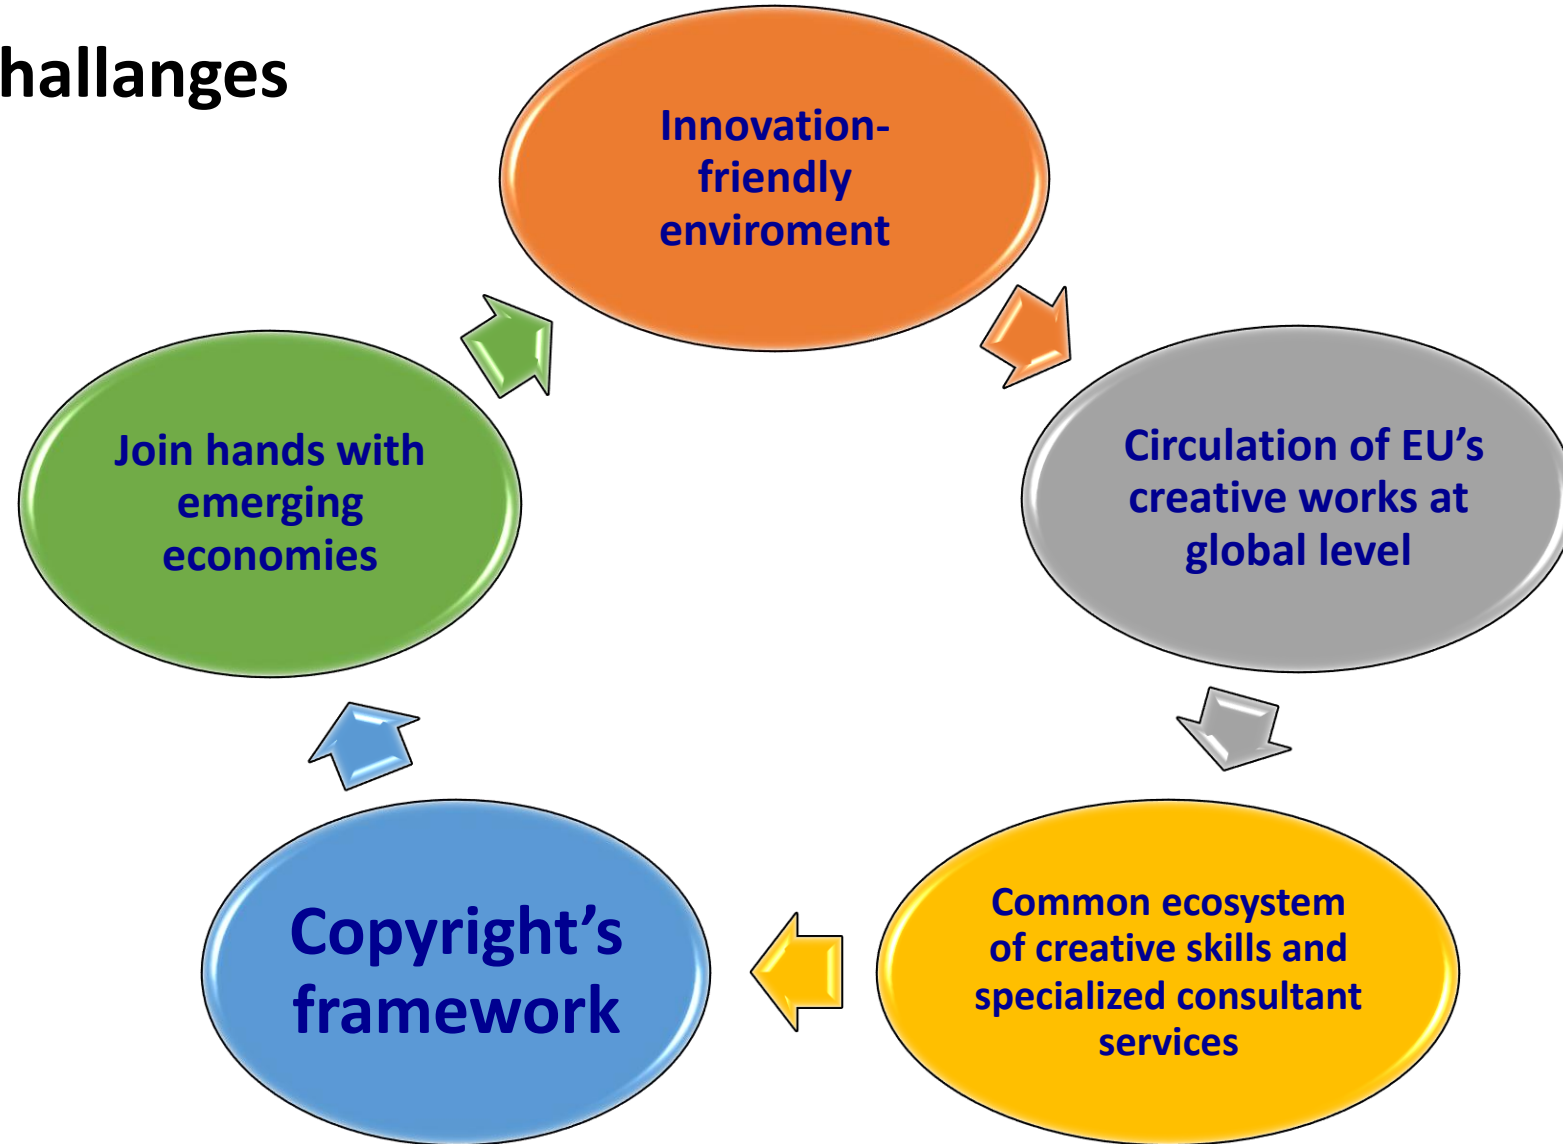 hallanges
Innovation-
friendly
enviroment
Circulation of EU’s
creative works at
global level
Common ecosystem
of creative skills and
specialized consultant
services
Copyright’s
framework
Join hands with
emerging
economies